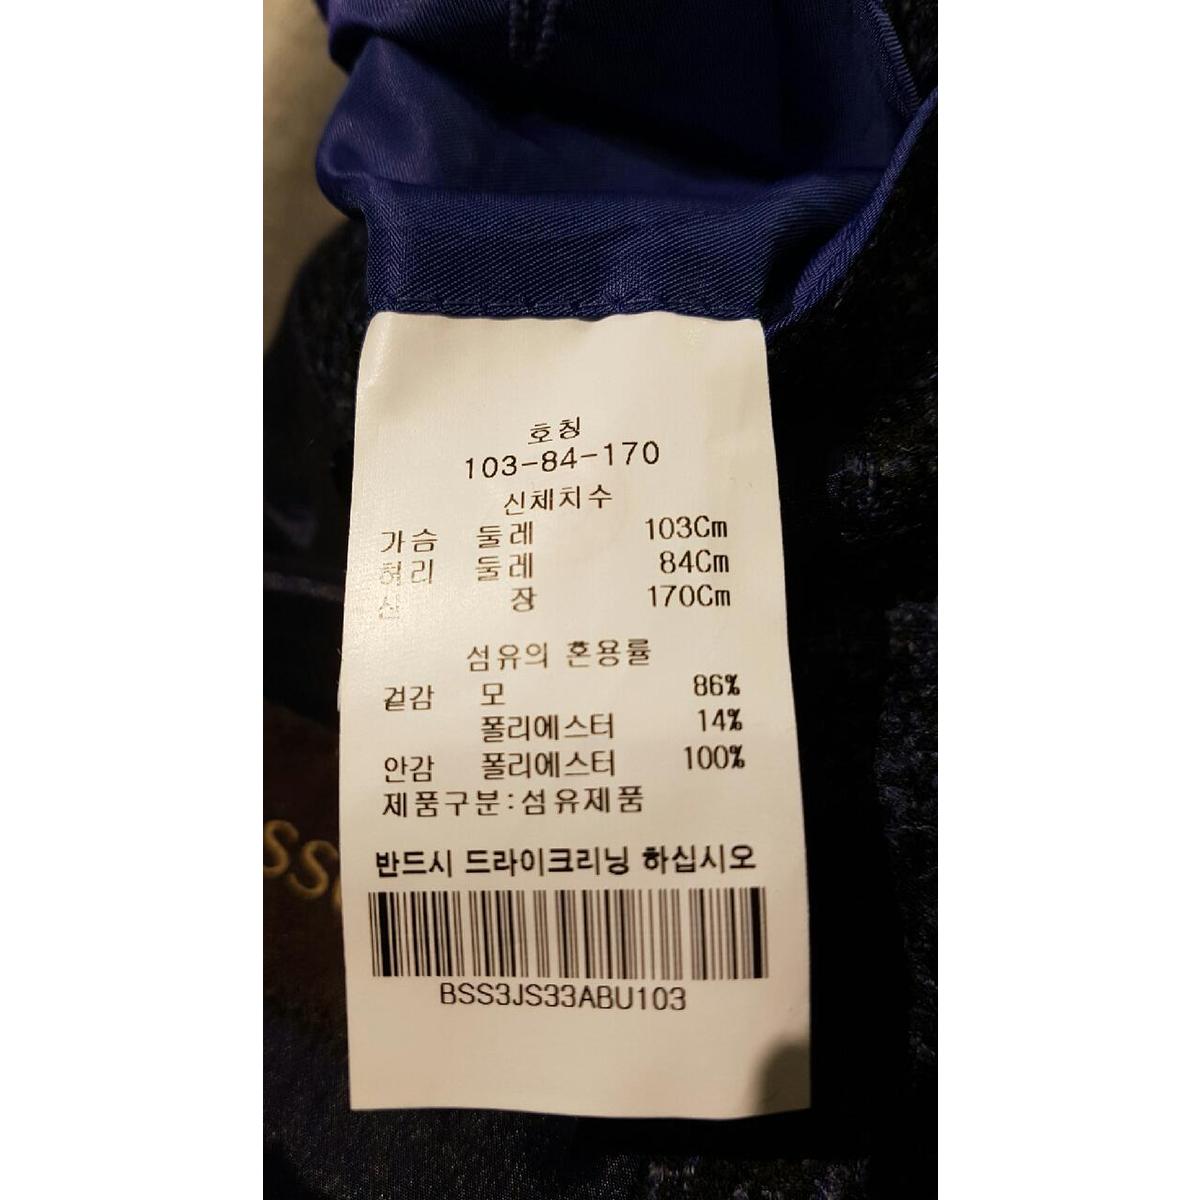 호칭
103-84-170
신체치수
가슴 둘레 103Cm
허리 둘레 84Cm
신 장 170Cm
섬유의 혼용률
겉감 모 86%
폴리에스터 14%
안감 폴리에스터 100%
제품구분:섬유제품
반드시 드라이크리닝 하십시오
BSS3JS33ABU103